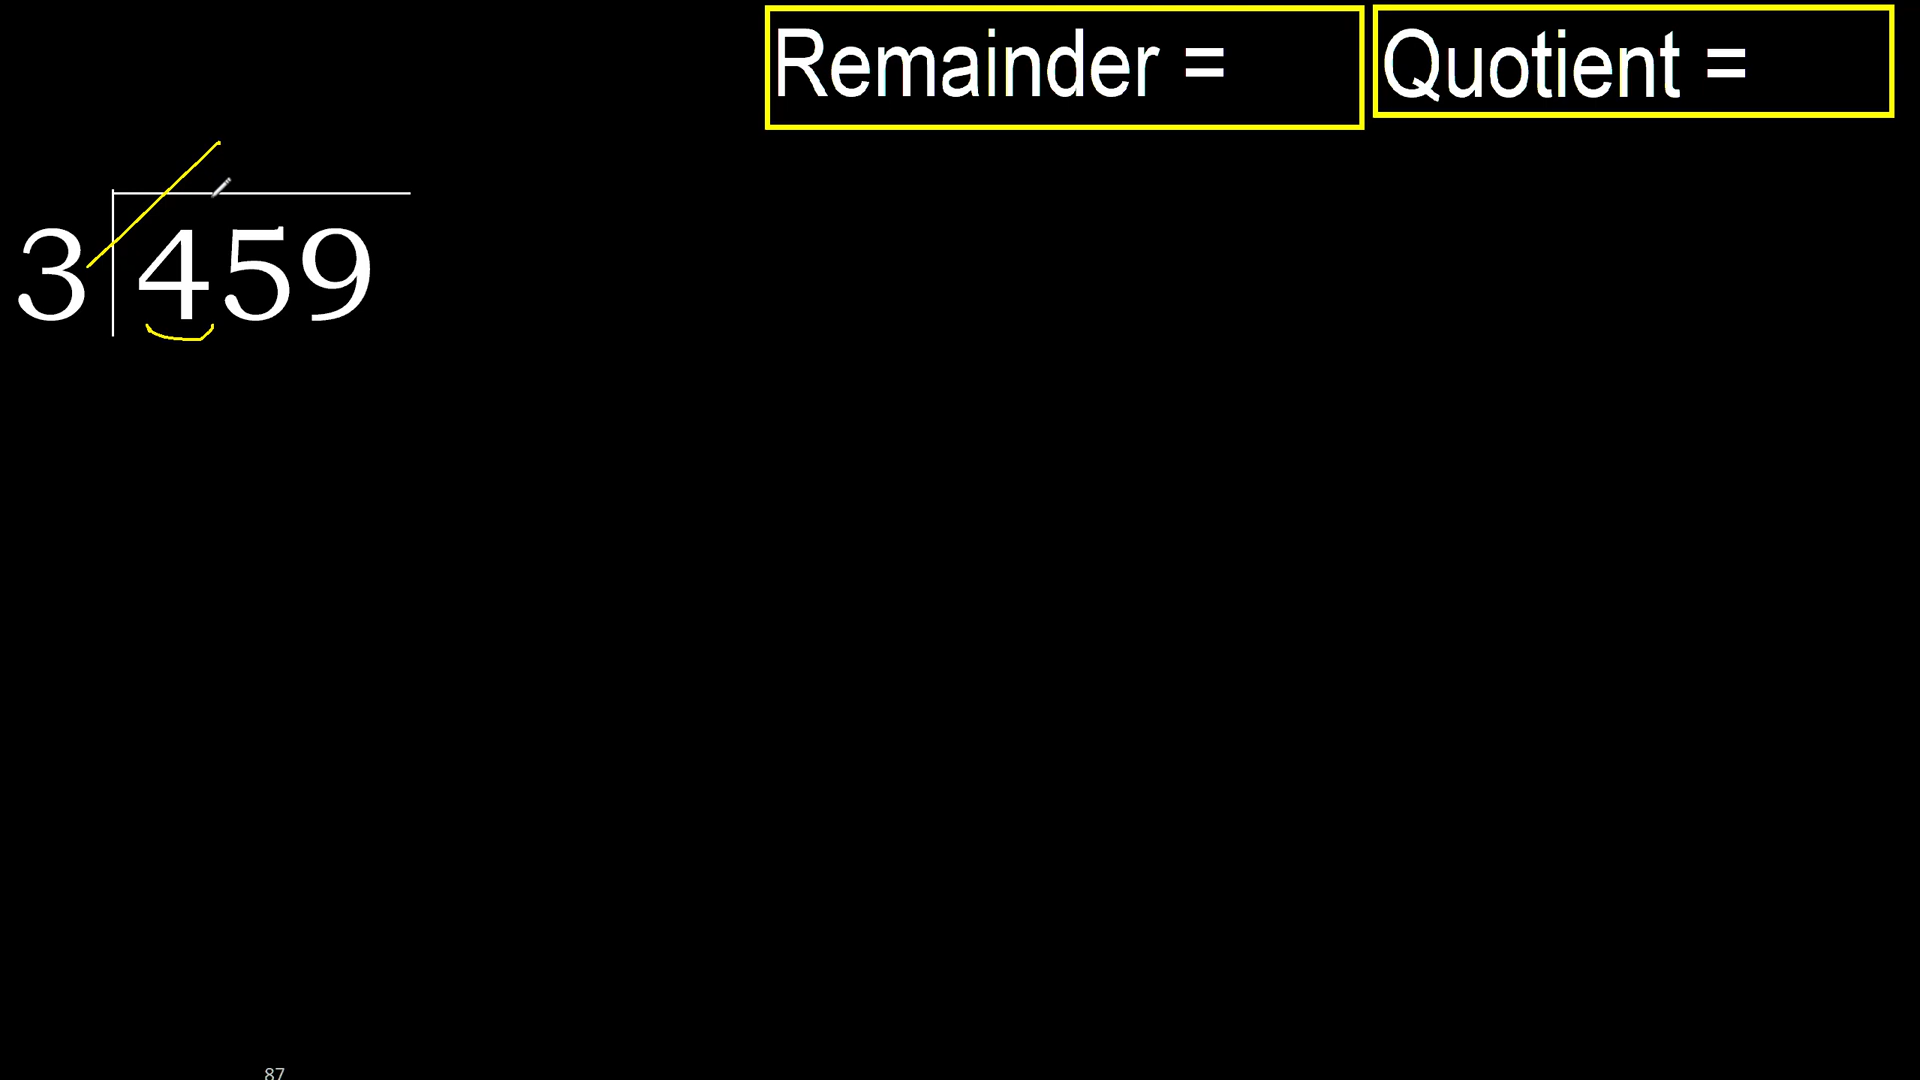 Remainder = Quotient =
3 459
87